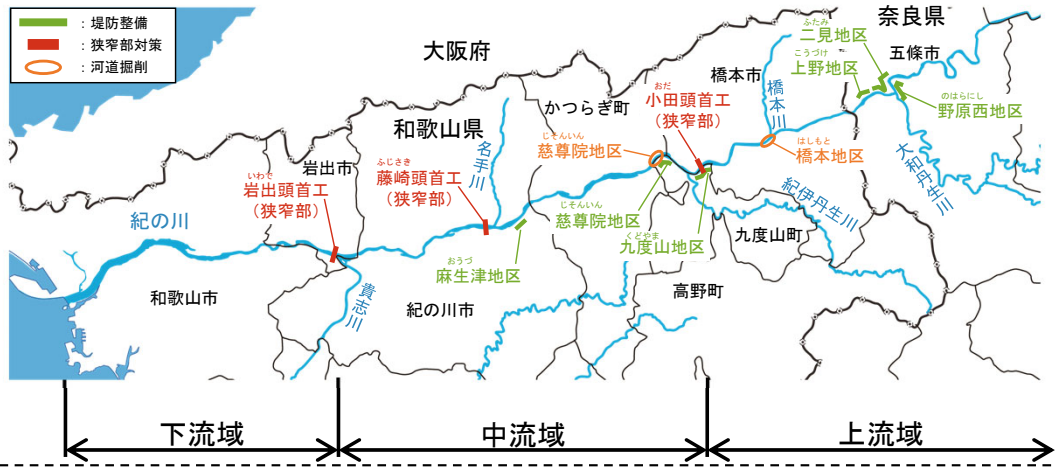 ：堤防整備
：狭窄部対策
：河道掘削
大阪府
奈良県
和歌山県
ふたみ
二見地区
五條市
こうづけ
上野地区
のはらにし
野原西地区
橋本市
橋本川
おだ
小田頭首工
（狭窄部）
かつらぎ町
じそんいん
慈尊院地区
はしもと
橋本地区
大和丹生川
紀伊丹生川
岩出市
いわで
岩出頭首工
（狭窄部）
ふじさき
藤崎頭首工
（狭窄部）
名手川
じそんいん
慈尊院地区
くどやま
九度山地区
九度山町
紀の川
おうづ
麻生津地区
高野町
和歌山市
貴志川
紀の川市
下流域
中流域
上流域